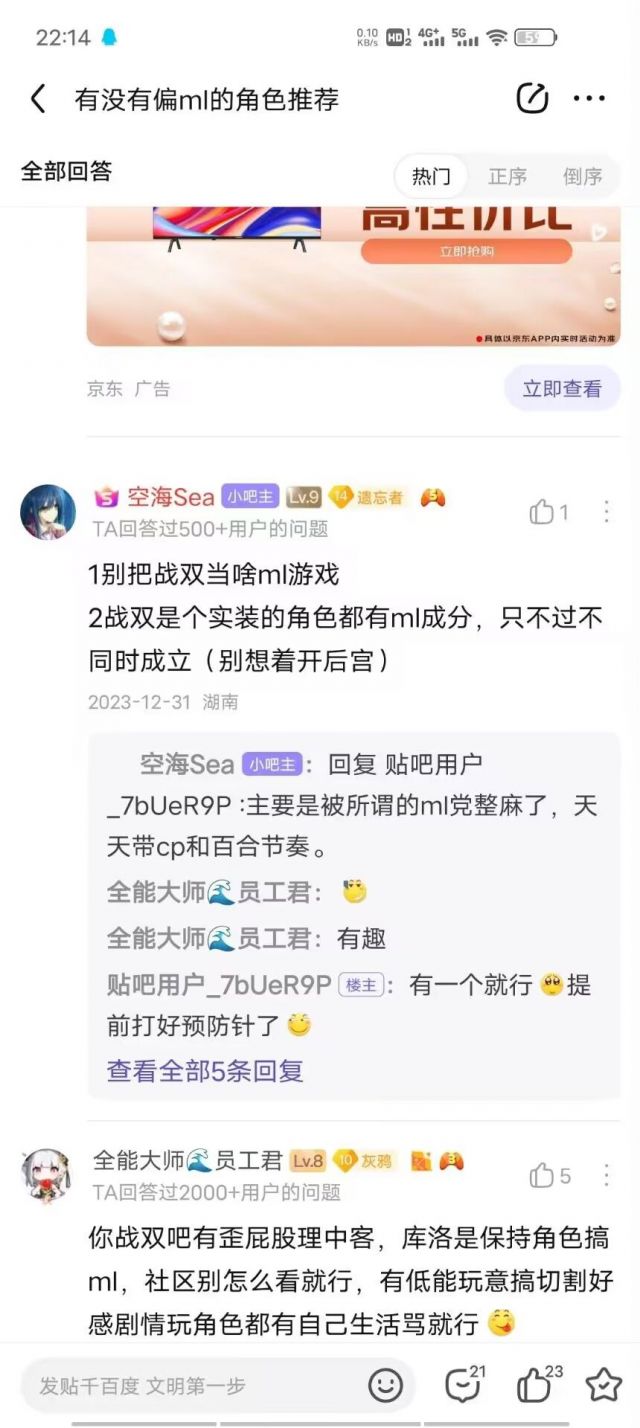 22:14
0.10 KB/s HD 1 2 4G+ 5G 59
有没有偏ml的角色推荐
全部回答
热门 正序 倒序
高性价比
立即抢购
具体以京东APP内实时活动为准
京东 广告
立即查看
空海Sea 小吧主 Lv.9 14 遗忘者 5
1
TA回答过500+用户的问题
1别把战双当啥ml游戏
2战双是个实装的角色都有ml成分，只不过不
同时成立（别想着开后宫）
2023-12-31 湖南
空海Sea 小吧主： 回复 贴吧用户
_7bUeR9P :主要是被所谓的ml党整麻了，天
天带cp和百合节奏。
全能大师🌊员工君： 
全能大师🌊员工君： 有趣
贴吧用户_7bUeR9P 楼主： 有一个就行 提
前打好预防针了
查看全部5条回复
全能大师🌊员工君 Lv.8 10 灰鸦 3
5
TA回答过2000+用户的问题
你战双吧有歪屁股理中客，库洛是保持角色搞
ml，社区别怎么看就行，有低能玩意搞切割好
感剧情玩角色都有自己生活骂就行
发贴千百度 文明第一步
21
23